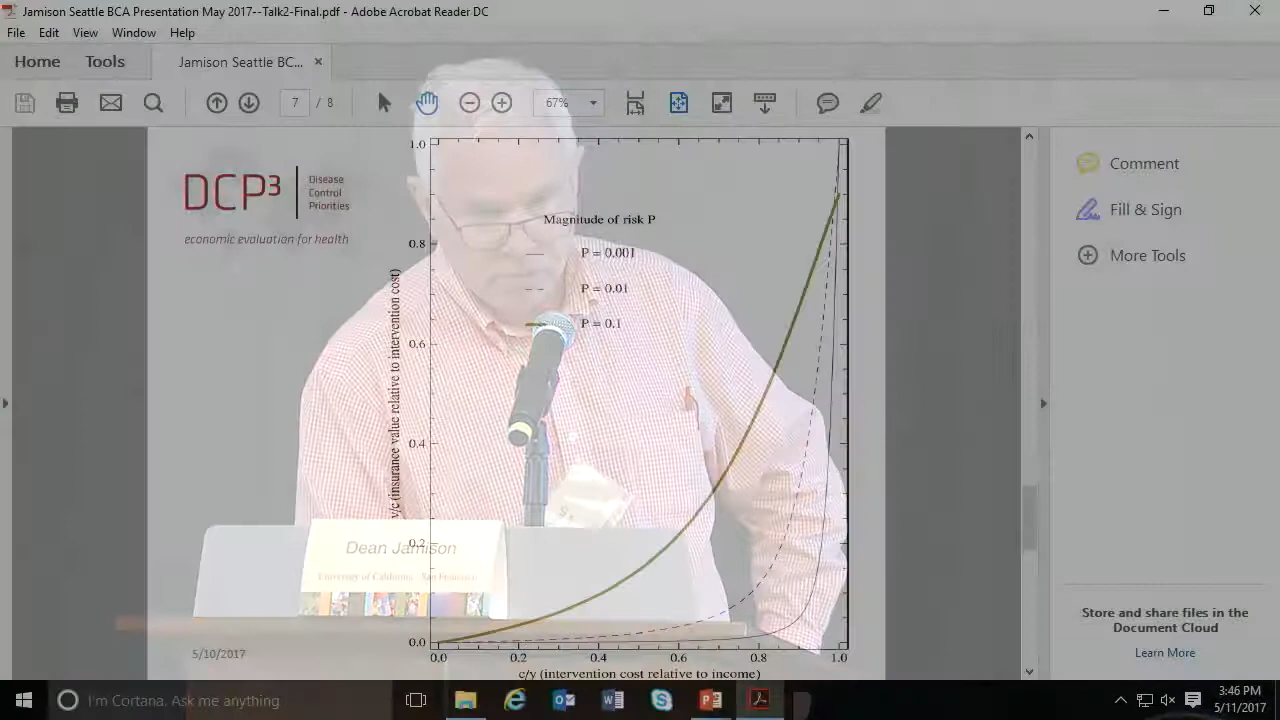 Jamison Seattle BCA Presentation May 2017--Talk2-Final.pdf - Adobe Acrobat Reader DC
File Edit View Window Help
Home Tools Jamison Seattle BC... ×
7 / 8 67%
DCP3
Disease
Control
Priorities
economic evaluation for health
Magnitude of risk P
P = 0.001
P = 0.01
P = 0.1
v/c (insurance value relative to intervention cost)
1.0
0.8
0.6
0.4
0.2
0.0
0.0 0.2 0.4 0.6 0.8 1.0
c/y (intervention cost relative to income)
Dean Jamison
University of California, San Francisco
5/10/2017
Comment
Fill & Sign
More Tools
Store and share files in the
Document Cloud
Learn More
I'm Cortana. Ask me anything
3:46 PM
5/11/2017